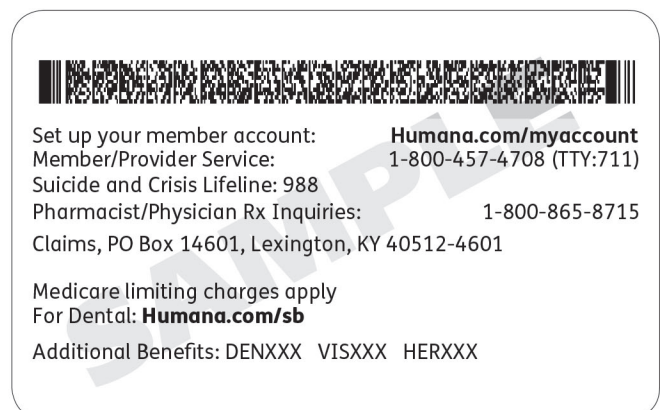 Set up your member account: Humana.com/myaccount
Member/Provider Service: 1-800-457-4708 (TTY:711)
Suicide and Crisis Lifeline: 988
Pharmacist/Physician Rx Inquiries: 1-800-865-8715
Claims, PO Box 14601, Lexington, KY 40512-4601
Medicare limiting charges apply
For Dental: Humana.com/sb
Additional Benefits: DENXXX VISXXX HERXXX
SAMPLE